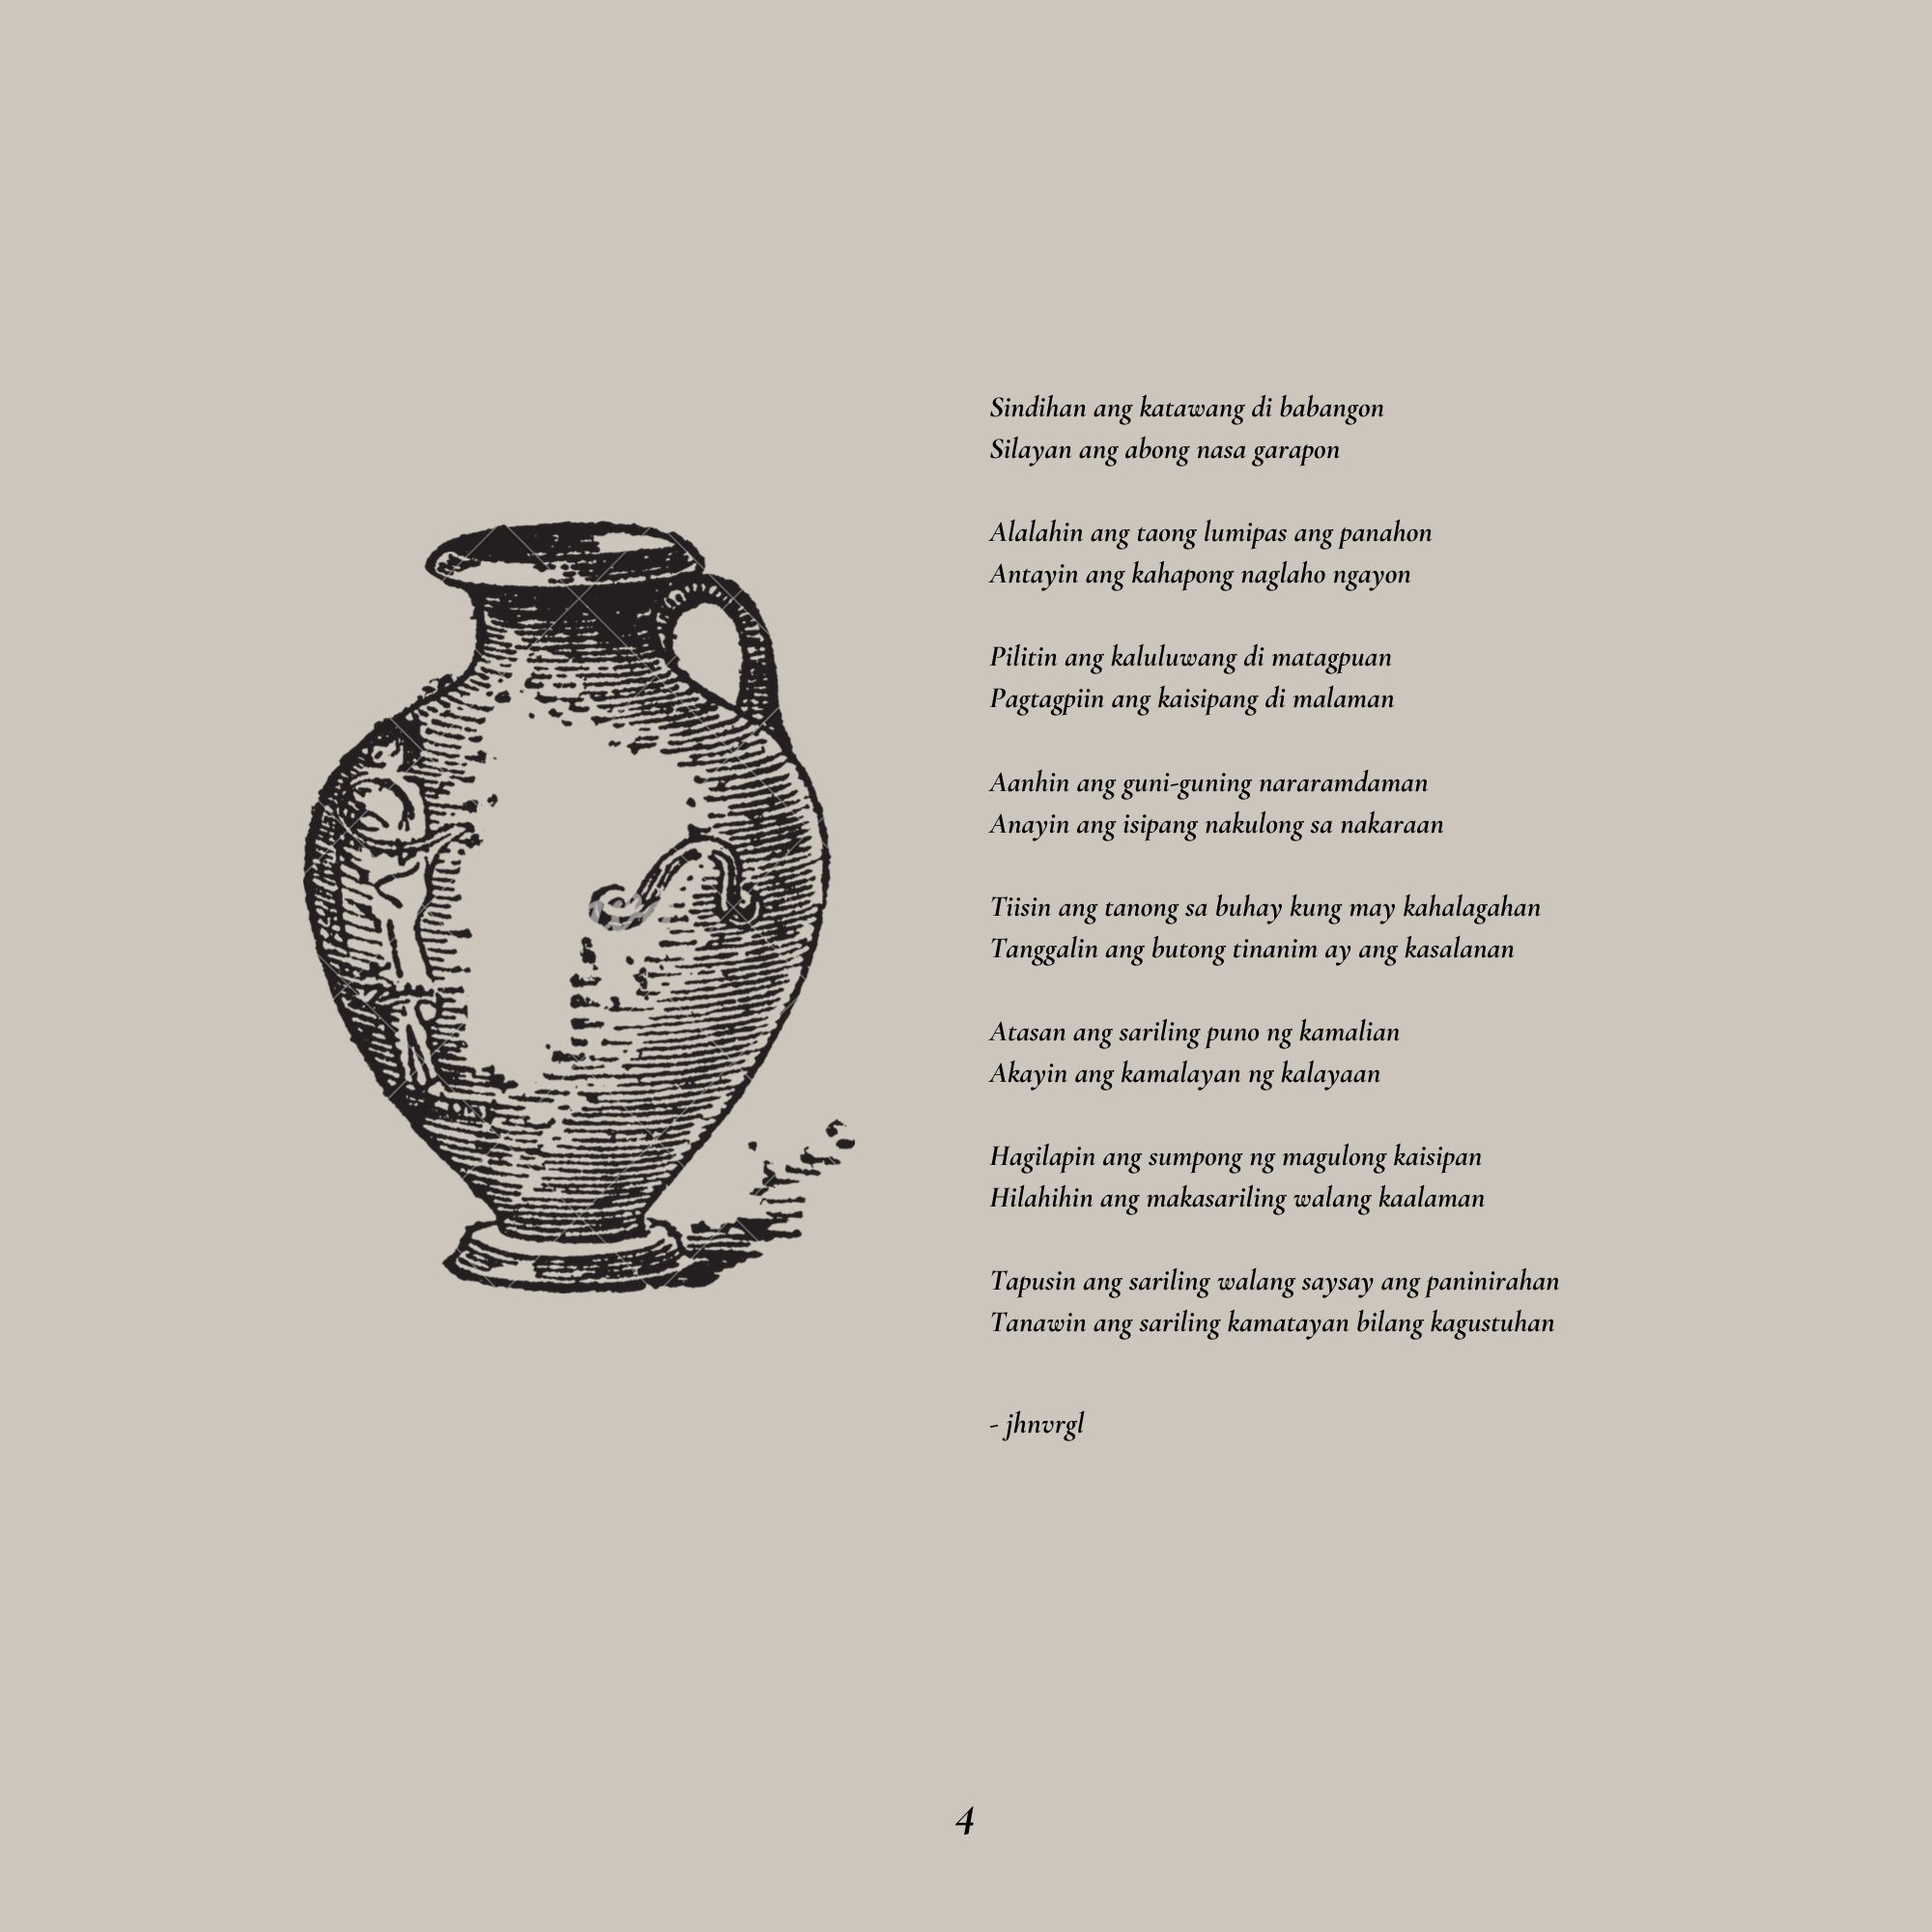 Sindihan ang katawang di babangon
Silayan ang abong nasa garapon
Alalahin ang taong lumipas ang panahon
Antayin ang kahapong naglaho ngayon
Pilitin ang kaluluwang di matagpuan
Pagtagpiin ang kaisipang di malaman
Aanhin ang guni-guning nararamdaman
Anayin ang isipang nakulong sa nakaraan
Tiisin ang tanong sa buhay kung may kahalagahan
Tanggalin ang butong tinanim ay ang kasalanan
Atasan ang sariling puno ng kamalian
Akayin ang kamalayan ng kalayaan
Hagilapin ang sumpong ng magulong kaisipan
Hilahihin ang makasariling walang kaalaman
Tapusin ang sariling walang saysay ang paninirahan
Tanawin ang sariling kamatayan bilang kagustuhan
- jhnvrgl
4